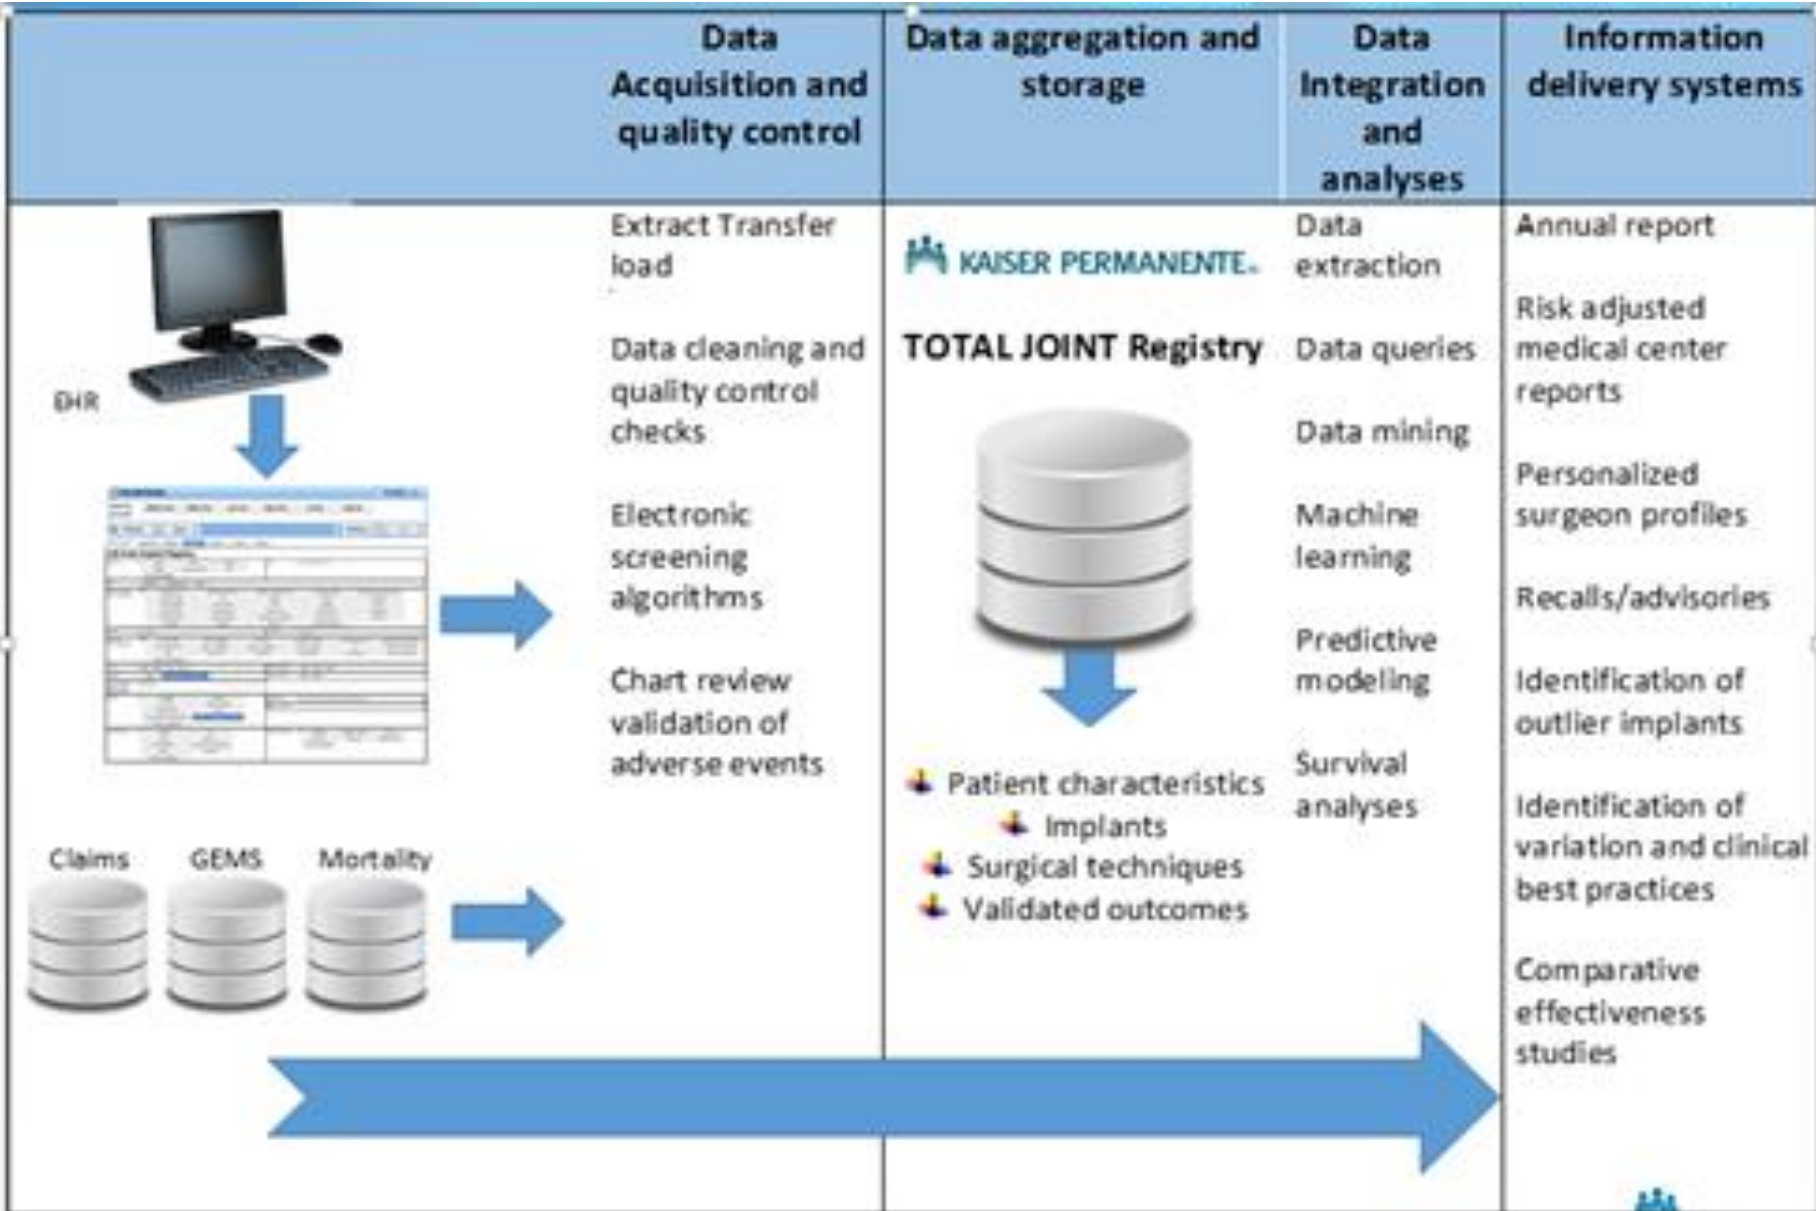 Data
Acquisition and
quality control
Data aggregation and
storage
Data
Integration
and
analyses
Information
delivery systems
EHR
Claims
GEMS
Mortality
Extract Transfer
load
Data cleaning and
quality control
checks
Electronic
screening
algorithms
Chart review
validation of
adverse events
KAISER PERMANENTE
TOTAL JOINT Registry
Patient characteristics
Implants
Surgical techniques
Validated outcomes
Data
extraction
Data queries
Data mining
Machine
learning
Predictive
modeling
Survival
analyses
Annual report
Risk adjusted
medical center
reports
Personalized
surgeon profiles
Recalls/advisories
Identification of
outlier implants
Identification of
variation and clinical
best practices
Comparative
effectiveness
studies